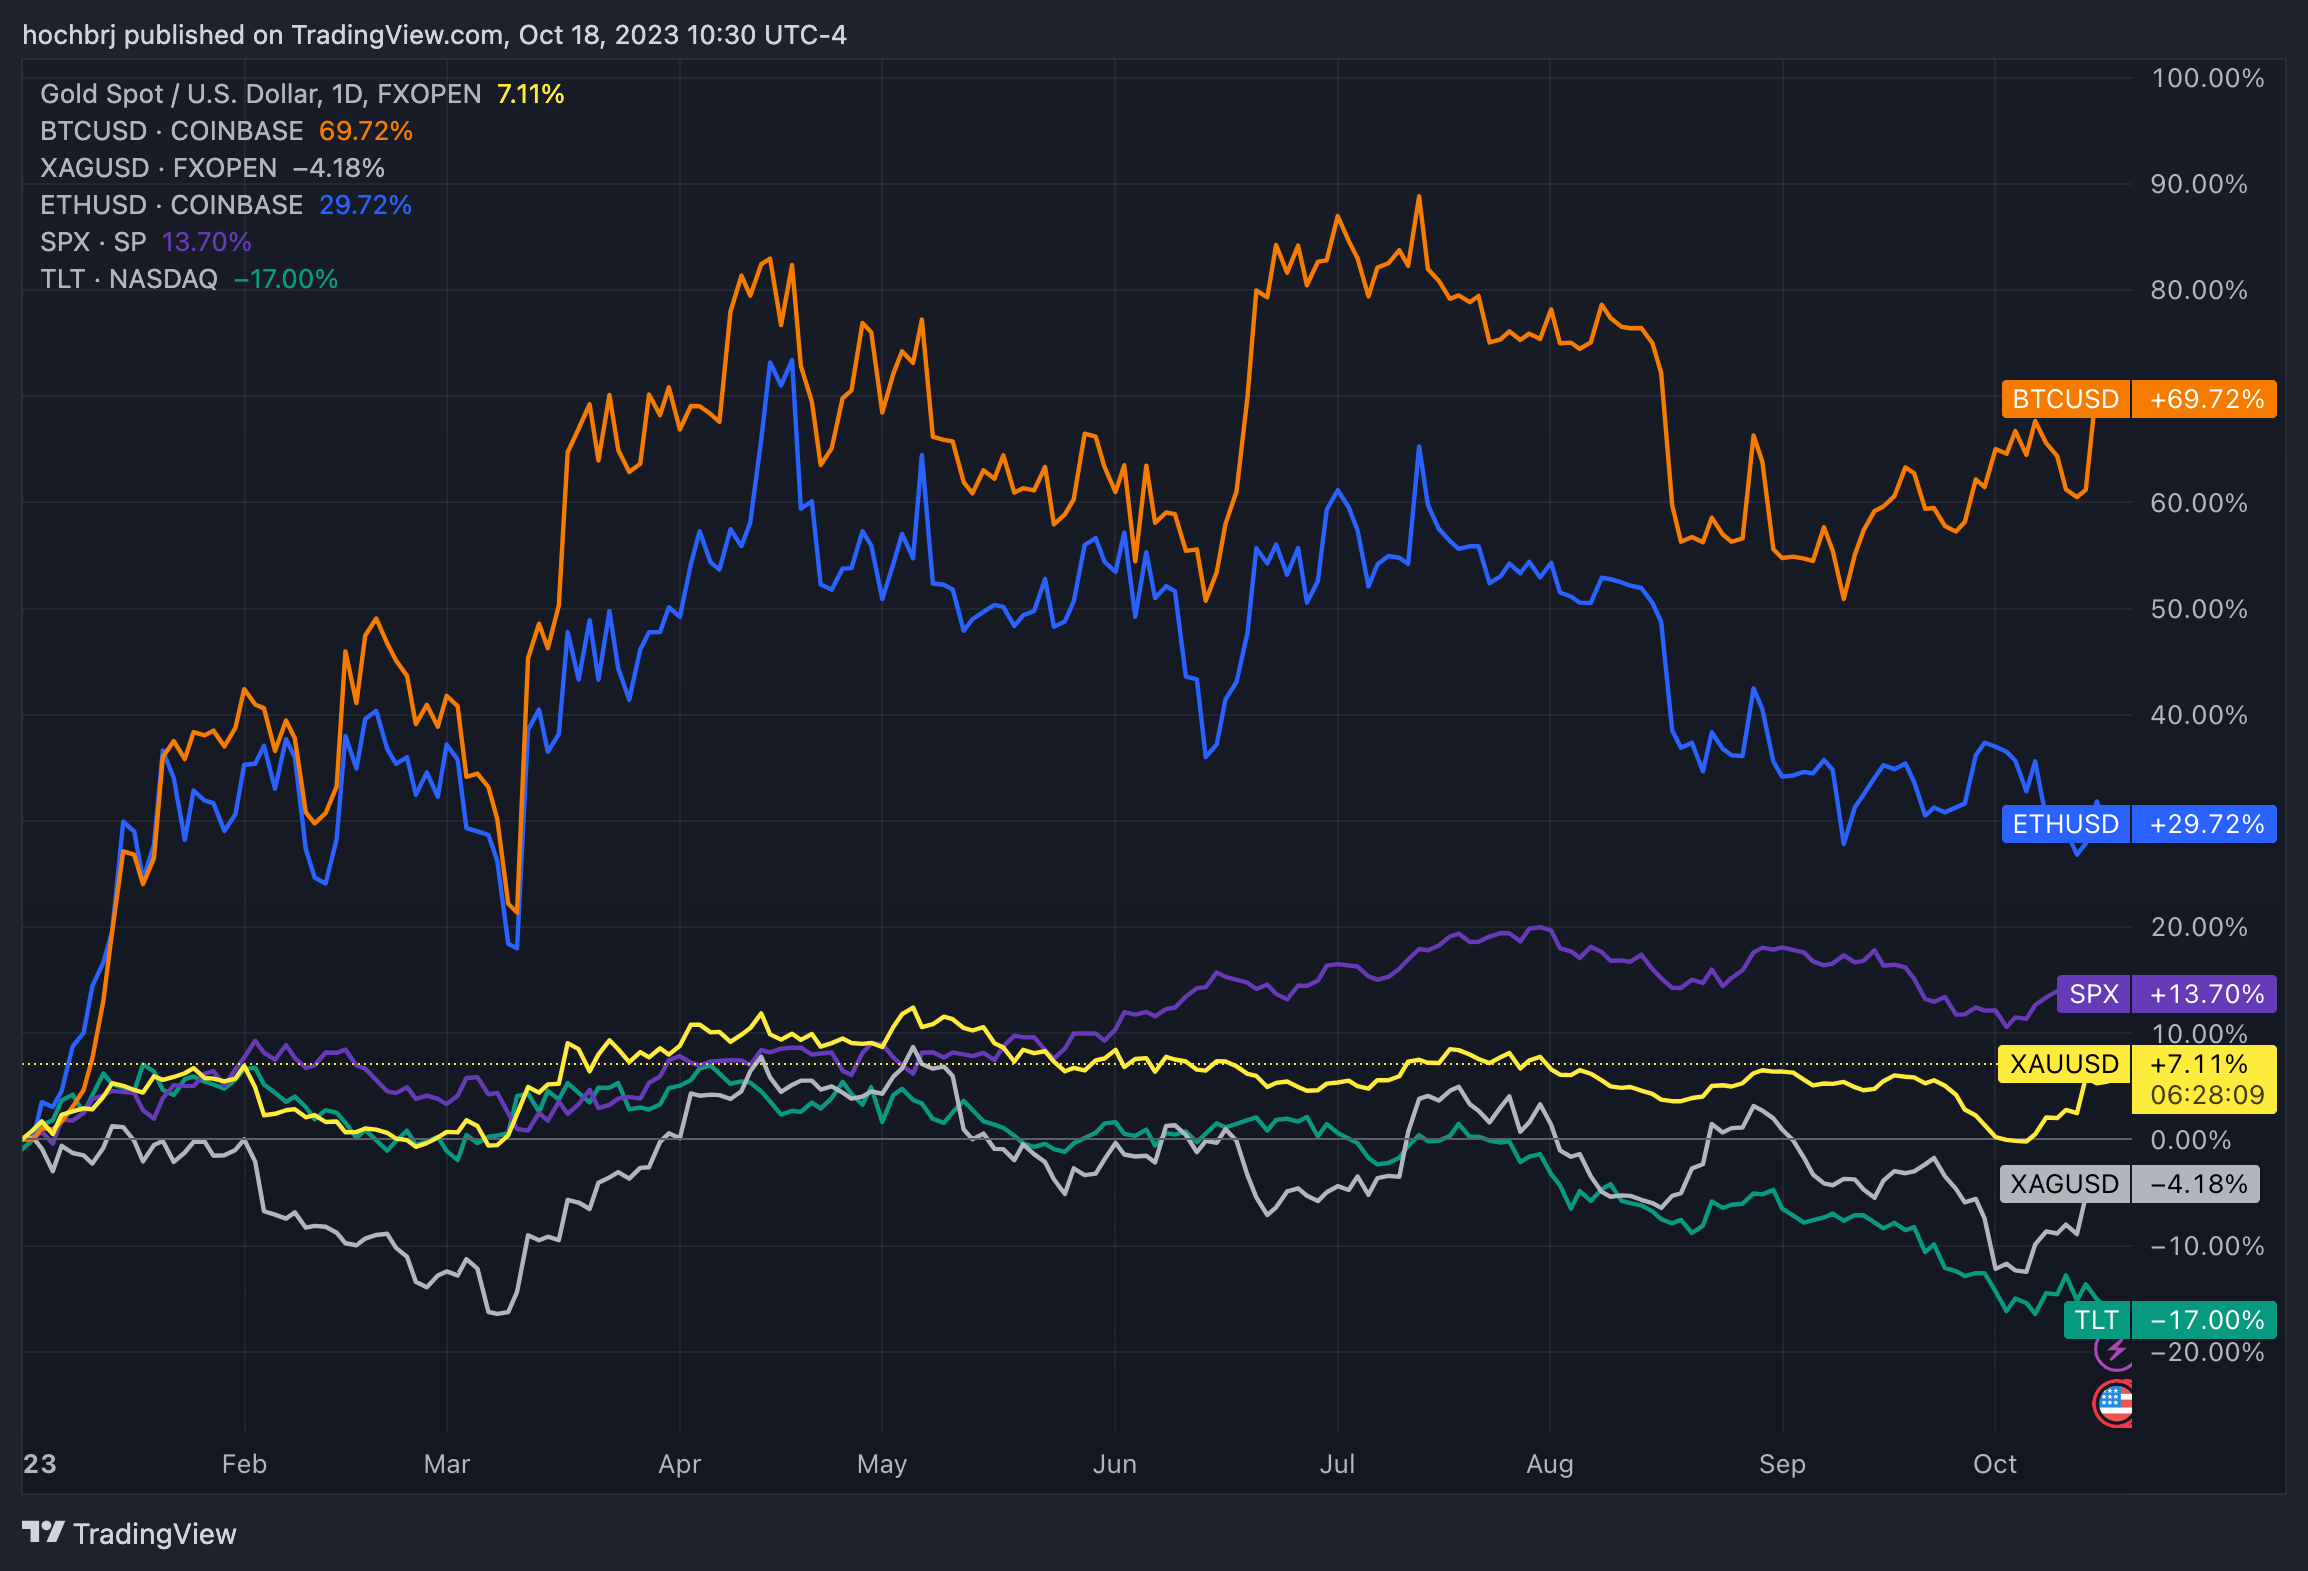 hochbrj published on TradingView.com, Oct 18, 2023 10:30 UTC-4
Gold Spot / U.S. Dollar, 1D, FXOPEN 7.11%
BTCUSD · COINBASE 69.72%
XAGUSD · FXOPEN −4.18%
ETHUSD · COINBASE 29.72%
SPX · SP 13.70%
TLT · NASDAQ −17.00%
100.00%
90.00%
80.00%
BTCUSD +69.72%
60.00%
50.00%
40.00%
ETHUSD +29.72%
20.00%
SPX +13.70%
10.00%
XAUUSD +7.11%
06:28:09
0.00%
XAGUSD −4.18%
−10.00%
TLT −17.00%
−20.00%
23 Feb Mar Apr May Jun Jul Aug Sep Oct
TradingView